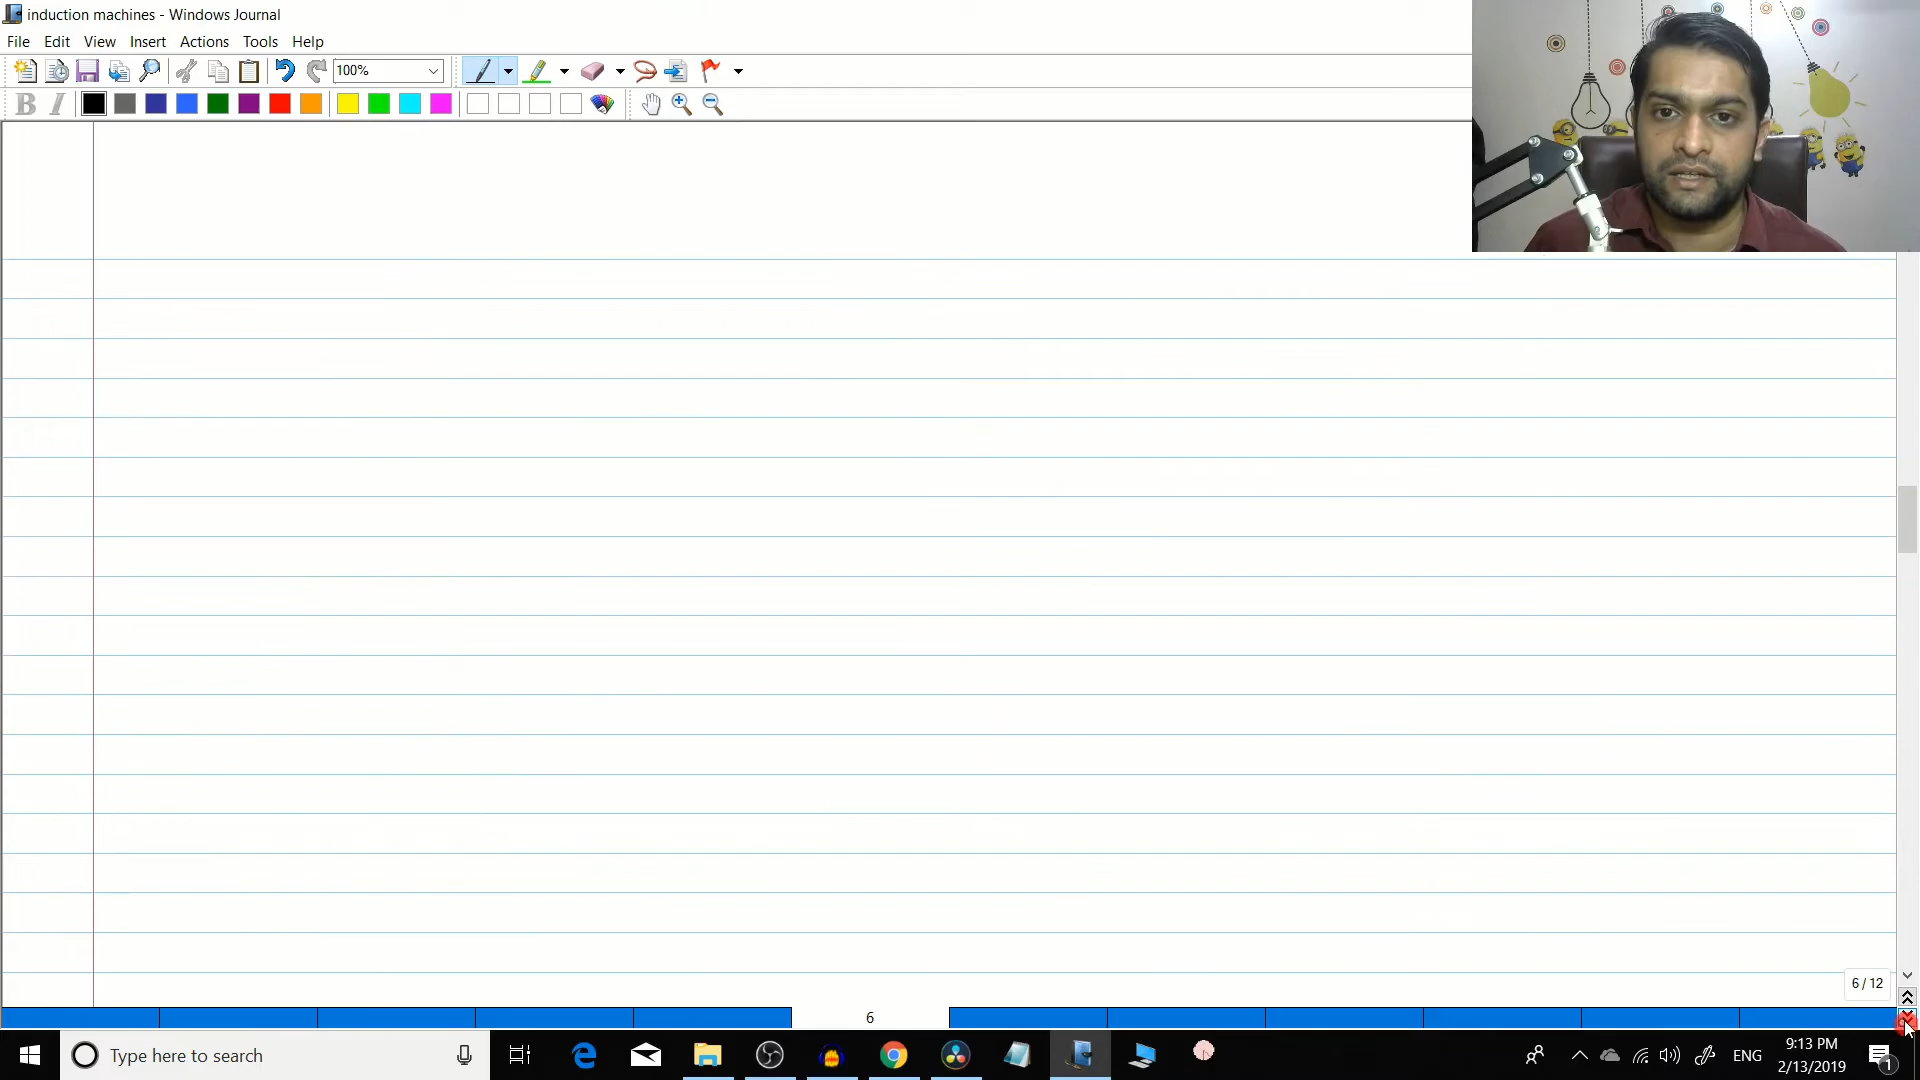 induction machines - Windows Journal
File Edit View Insert Actions Tools Help
100%
B I
6 / 12
6
Type here to search
ENG
9:13 PM
2/13/2019
1